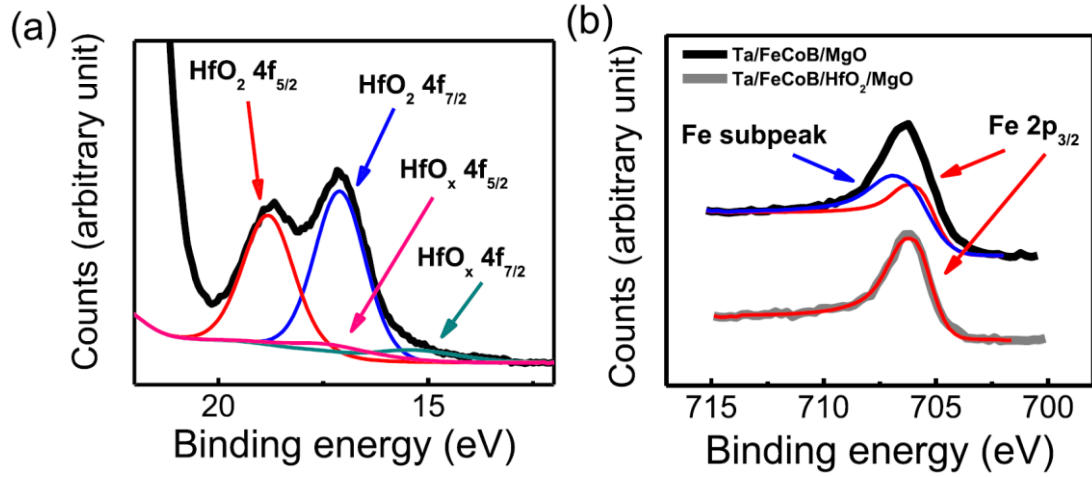 (a)
Counts (arbitrary unit)
HfO₂ 4f₅/₂
HfO₂ 4f₇/₂
HfOₓ 4f₅/₂
HfOₓ 4f₇/₂
20 15
Binding energy (eV)
(b)
Counts (arbitrary unit)
Ta/FeCoB/MgO
Ta/FeCoB/HfO₂/MgO
Fe subpeak
Fe 2p₃/₂
715 710 705 700
Binding energy (eV)